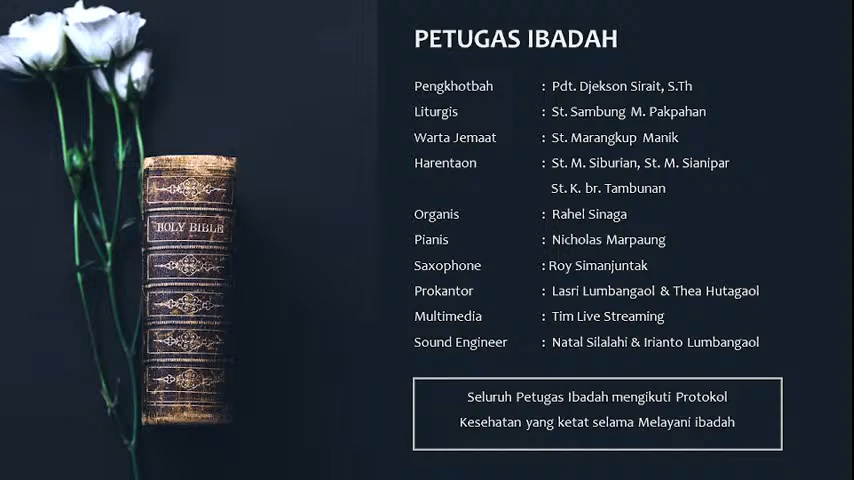 HOLY BIBLE
PETUGAS IBADAH
Pengkhotbah : Pdt. Djekson Sirait, S.Th
Liturgis : St. Sambung M. Pakpahan
Warta Jemaat : St. Marangkup Manik
Harentaon : St. M. Siburian, St. M. Sianipar
St. K. br. Tambunan
Organis : Rahel Sinaga
Pianis : Nicholas Marpaung
Saxophone : Roy Simanjuntak
Prokantor : Lasri Lumbangaol & Thea Hutagaol
Multimedia : Tim Live Streaming
Sound Engineer : Natal Silalahi & Irianto Lumbangaol
Seluruh Petugas Ibadah mengikuti Protokol
Kesehatan yang ketat selama Melayani ibadah